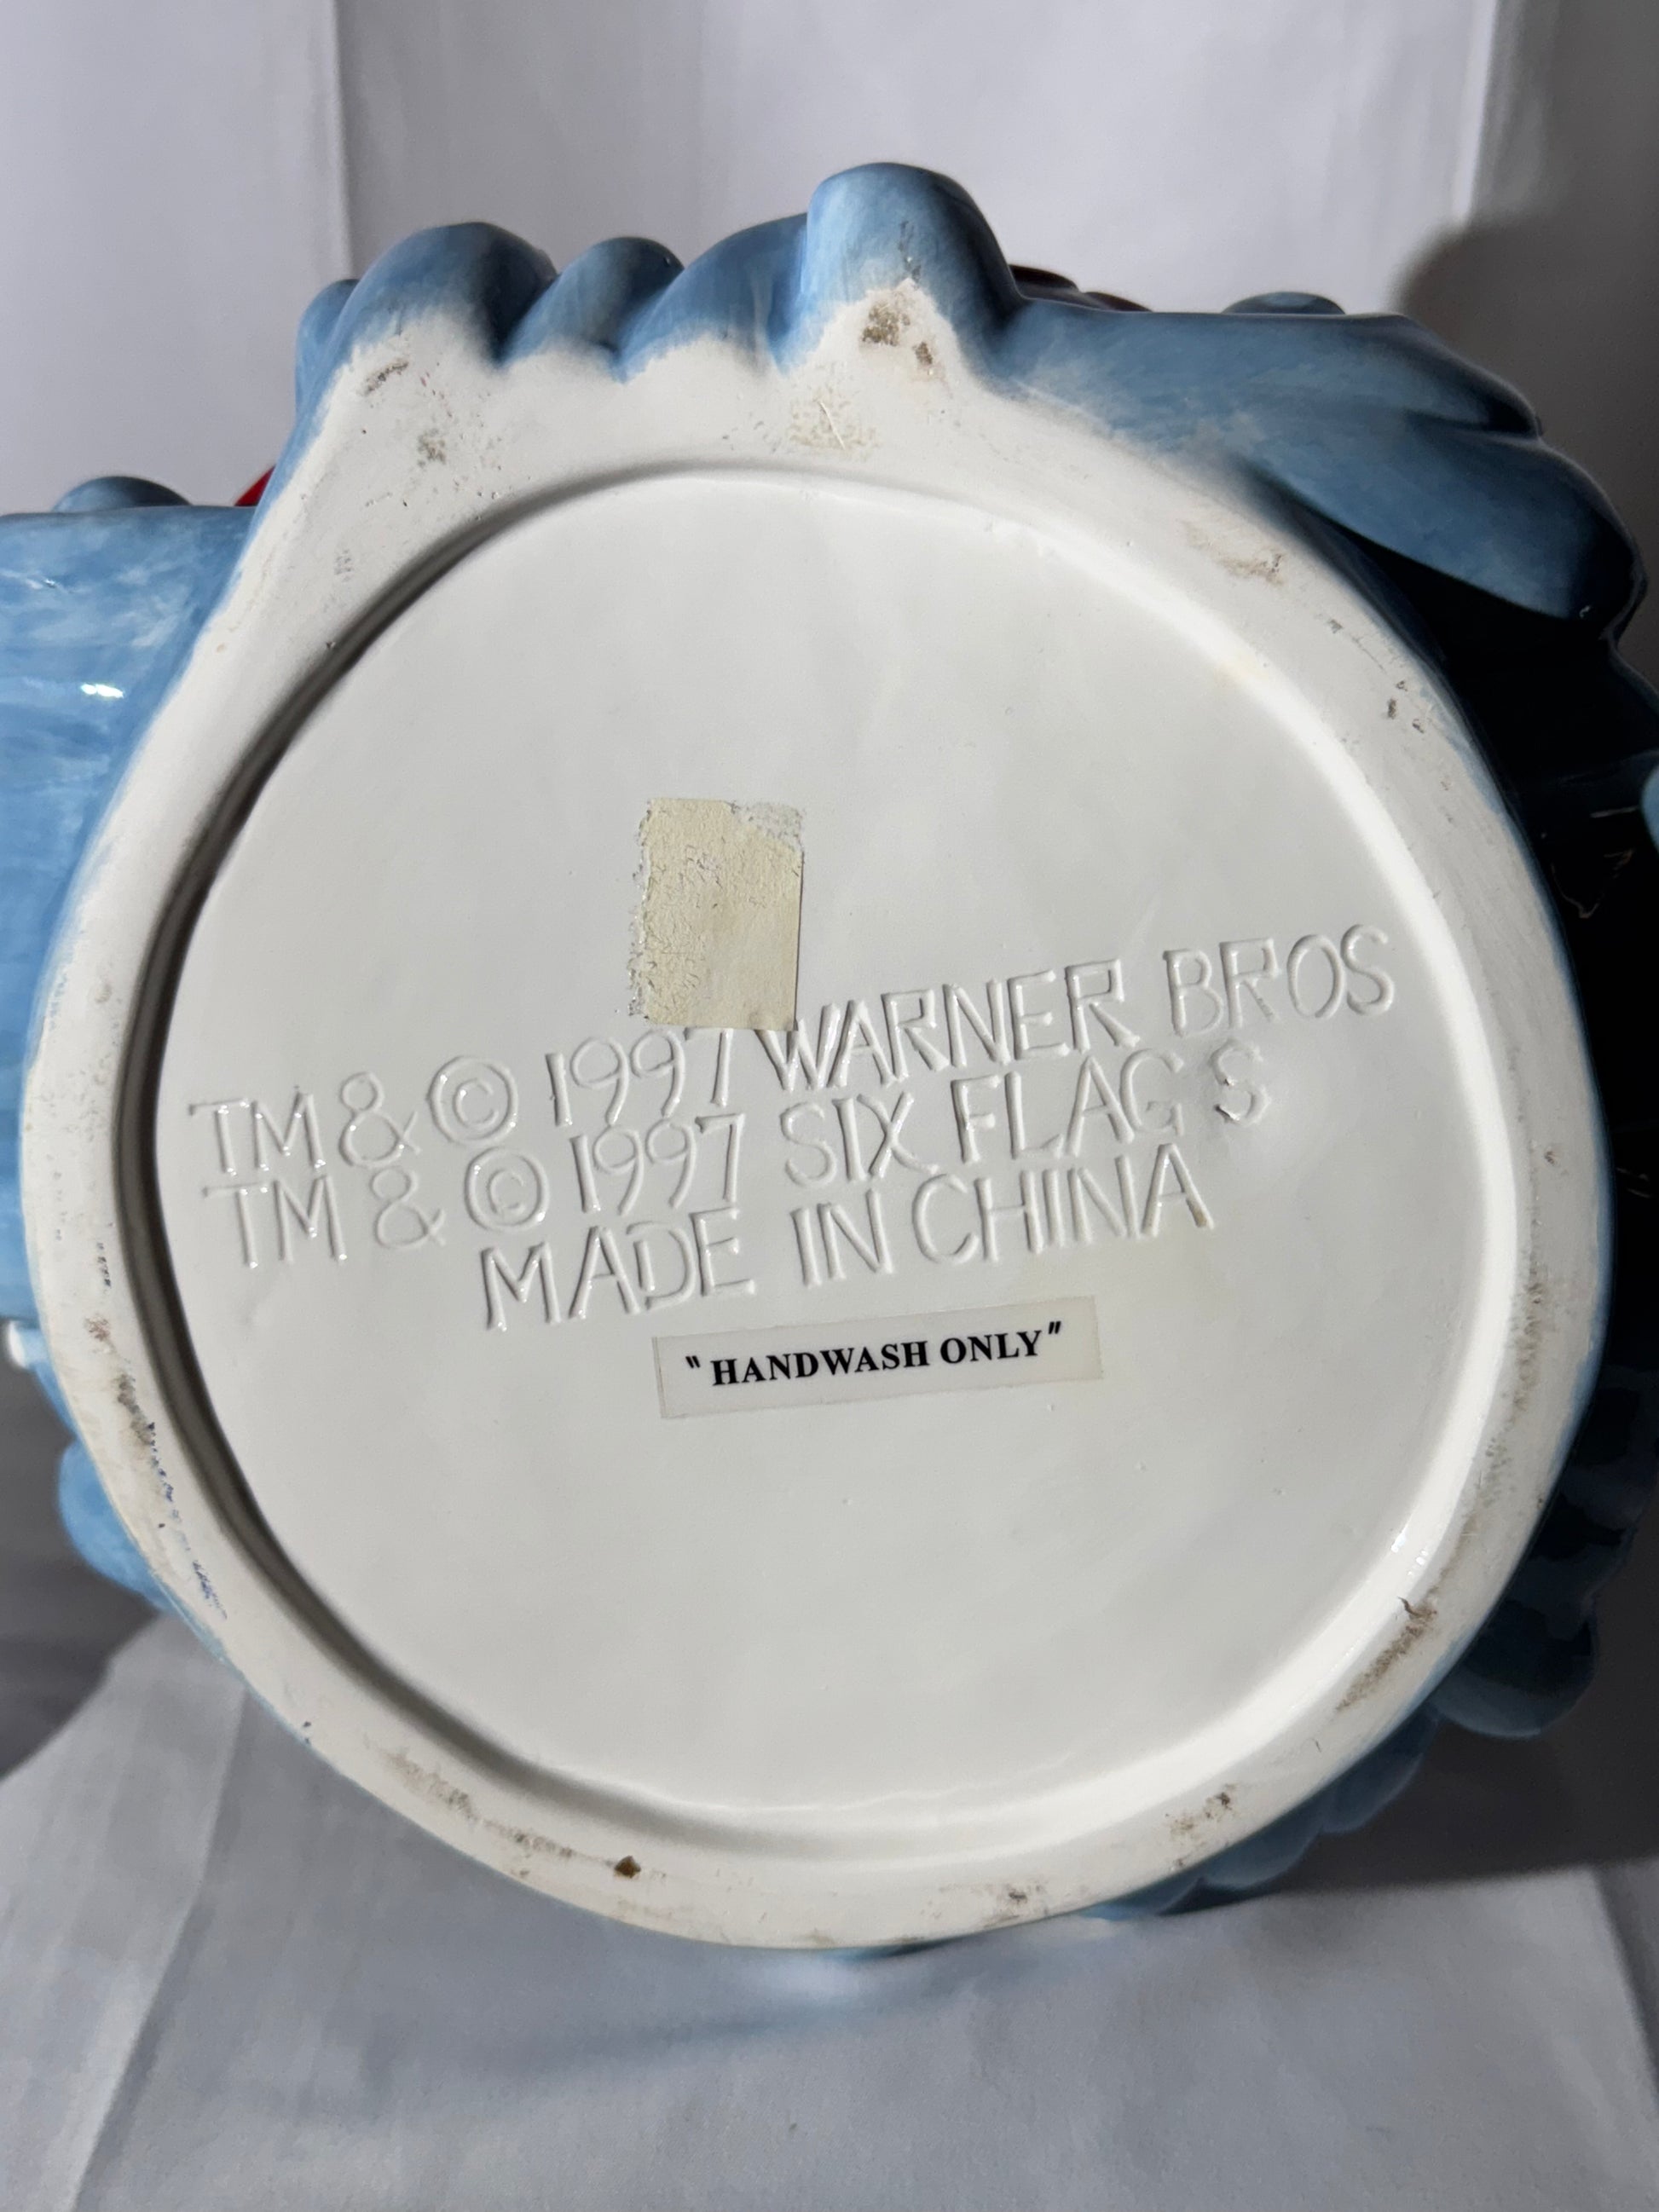 TM & © 1997 WARNER BROS
TM & © 1997 SIX FLAGS
MADE IN CHINA
"HANDWASH ONLY"